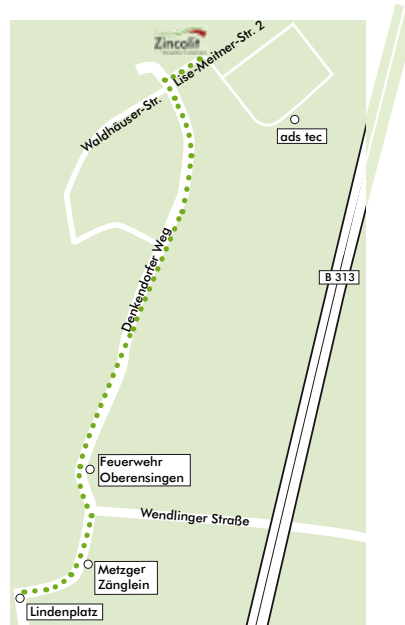 Zincolit
Lise-Meitner-Str. 2
Waldhäuser-Str.
ads tec
Denkendorfer Weg
B 313
Feuerwehr
Oberensingen
Wendlinger Straße
Metzger
Zänglein
Lindenplatz